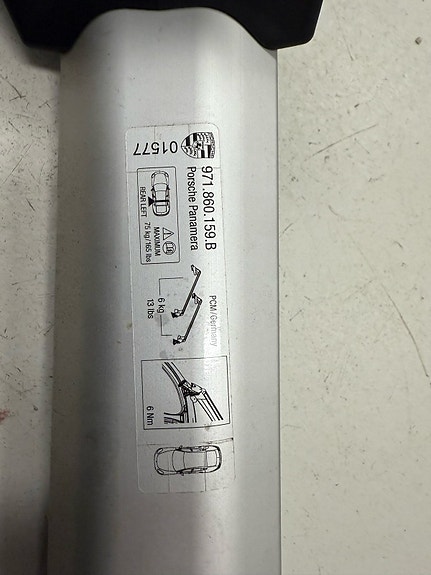 01577
971.860.159.B
Porsche Panamera
REAR LEFT
MAXIMUM
75 kg/165 lbs
PCM/Germany
6 kg
13 lbs
6 Nm